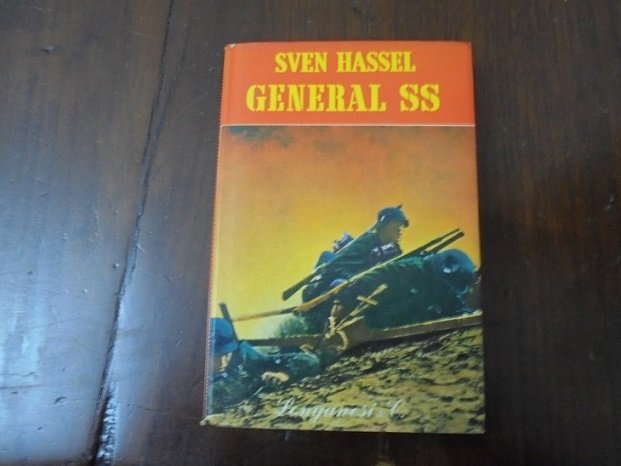 SVEN HASSEL
GENERAL SS
Longanesi & C.